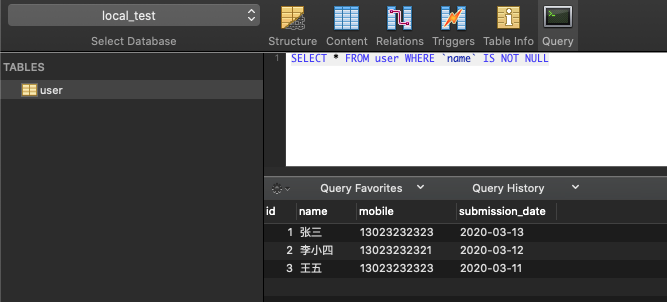 local_test
Select Database
Structure Content Relations Triggers Table Info Query
TABLES
user
1 SELECT * FROM user WHERE `name` IS NOT NULL
Query Favorites Query History
id name mobile submission_date
1 张三 13023232323 2020-03-13
2 李小四 13023232321 2020-03-12
3 王五 13023232323 2020-03-11